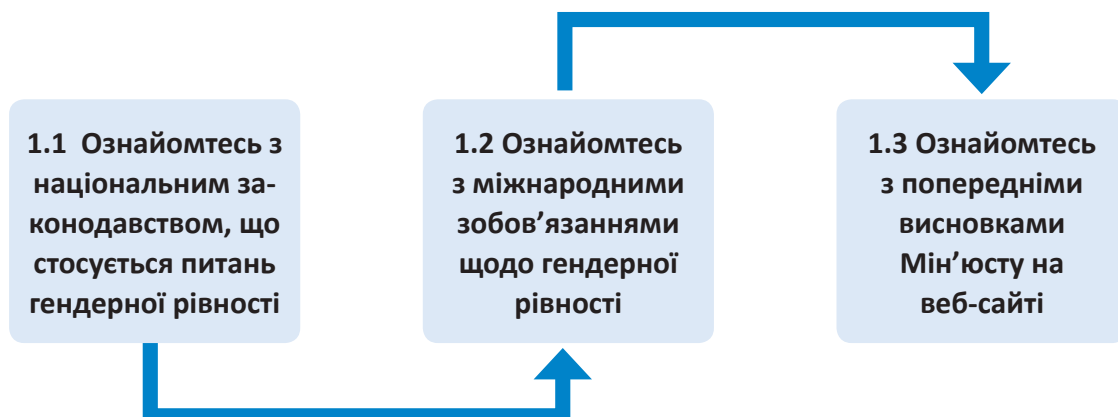 1.1 Ознайомтесь з
національним за-
конодавством, що
стосується питань
гендерної рівності
1.2 Ознайомтесь
з міжнародними
зобов’язаннями
щодо гендерної
рівності
1.3 Ознайомтесь
з попередніми
висновками
Мін’юсту на
веб-сайті